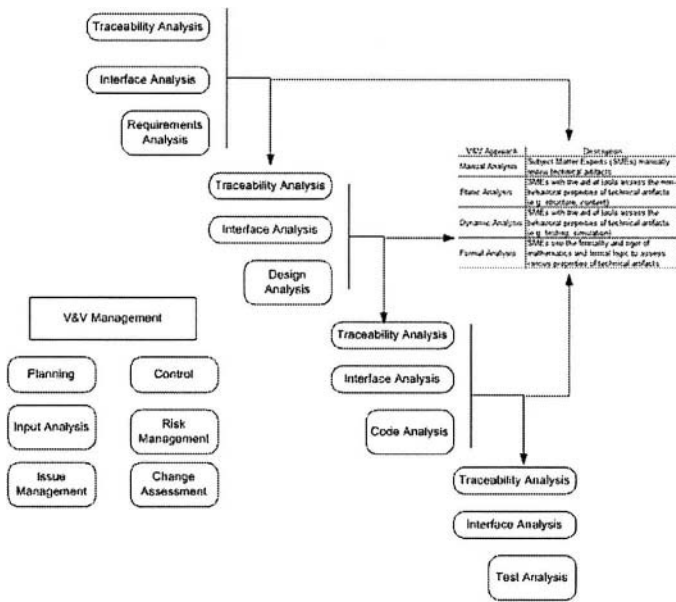 Traceability Analysis
Interface Analysis
Requirements
Analysis
Traceability Analysis
Interface Analysis
Design
Analysis
V&V Approach Description
Manual Analysis Subject Matter Experts (SMEs) manually
review technical artifacts
Static Analysis SMEs with the aid of tools assess the non-
behavioral properties of technical artifacts
(e.g. structure, content)
Dynamic Analysis SMEs with the aid of tools assess the
behavioral properties of technical artifacts
(e.g. testing, simulation)
Formal Analysis SMEs use the formality and rigor of
mathematics and formal logic to assess
various properties of technical artifacts
V&V Management
Planning
Control
Input Analysis
Risk
Management
Issue
Management
Change
Assessment
Traceability Analysis
Interface Analysis
Code Analysis
Traceability Analysis
Interface Analysis
Test Analysis